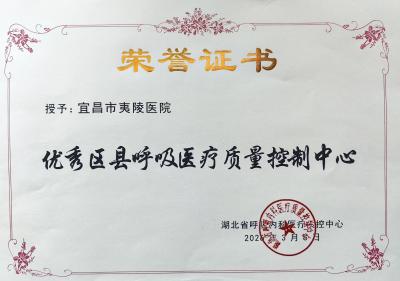 荣誉证书
授予：宜昌市夷陵医院
优秀区县呼吸医疗质量控制中心
湖北省呼吸内科医疗质控中心
3月